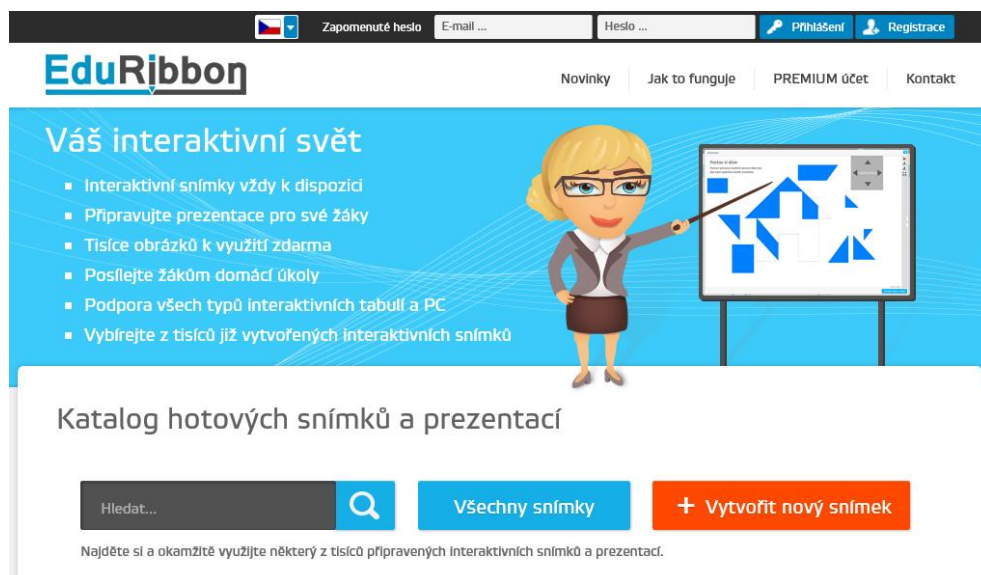 Zapomenuté heslo E-mail ... Heslo ... Přihlášení Registrace
EduRibbon
Novinky Jak to funguje PREMIUM účet Kontakt
Váš interaktivní svět
Interaktivní snímky vždy k dispozici
Připravujte prezentace pro své žáky
Tisíce obrázků k využití zdarma
Posílejte žákům domácí úkoly
Podpora všech typů interaktivních tabulí a PC
Vybírejte z tisíců již vytvořených interaktivních snímků
Katalog hotových snímků a prezentací
Hledat...
Všechny snímky
+ Vytvořit nový snímek
Najděte si a okamžitě využijte některý z tisíců připravených interaktivních snímků a prezentací.